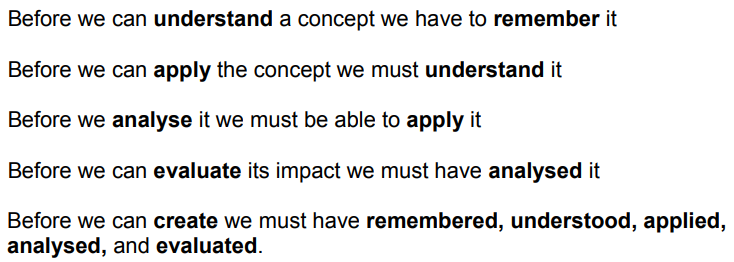 Before we can understand a concept we have to remember it
Before we can apply the concept we must understand it
Before we analyse it we must be able to apply it
Before we can evaluate its impact we must have analysed it
Before we can create we must have remembered, understood, applied,
analysed, and evaluated.